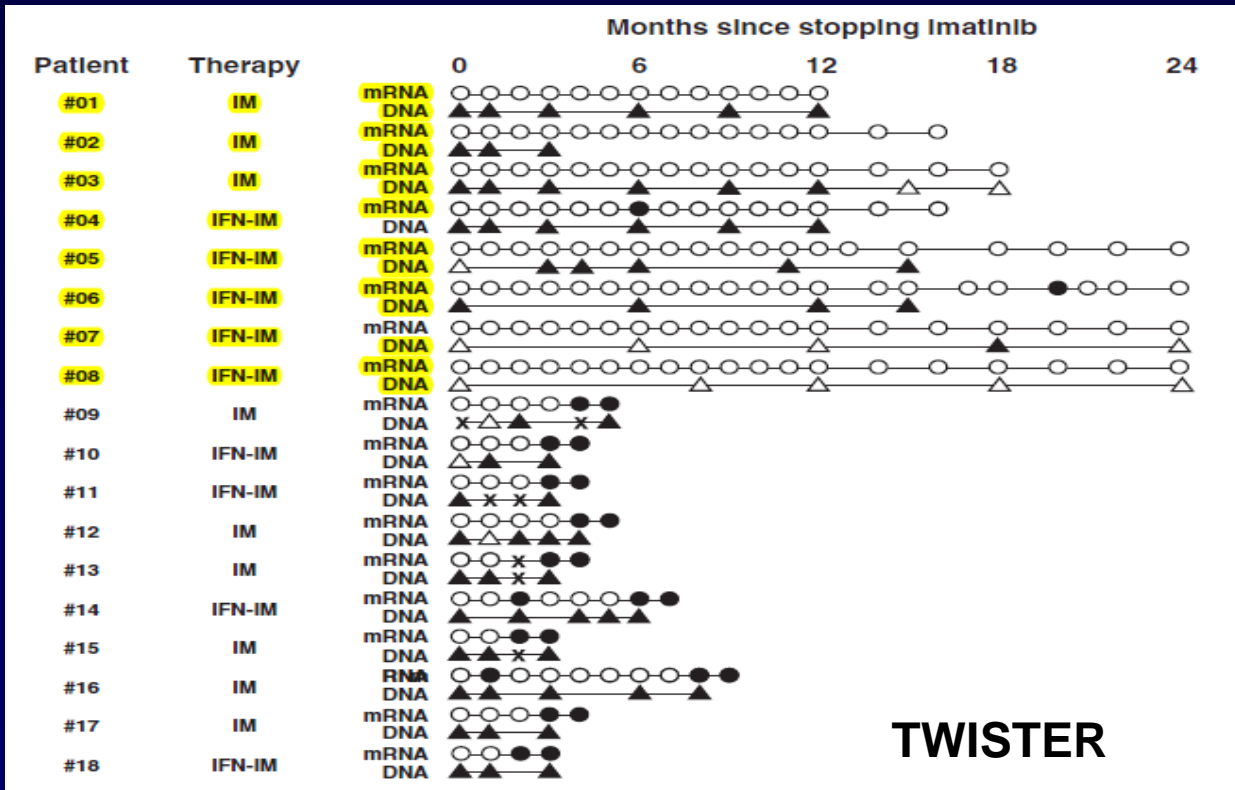 Months since stopping imatinib
Patient Therapy 0 6 12 18 24
#01 IM mRNA
DNA
#02 IM mRNA
DNA
#03 IM mRNA
DNA
#04 IFN-IM mRNA
DNA
#05 IFN-IM mRNA
DNA
#06 IFN-IM mRNA
DNA
#07 IFN-IM mRNA
DNA
#08 IFN-IM mRNA
DNA
#09 IM mRNA
DNA x x
#10 IFN-IM mRNA
DNA
#11 IFN-IM mRNA
DNA x x
#12 IM mRNA
DNA
#13 IM mRNA x
DNA x
#14 IFN-IM mRNA
DNA
#15 IM mRNA
DNA x
#16 IM
DNA
#17 IM mRNA
DNA
#18 IFN-IM mRNA
DNA
TWISTER